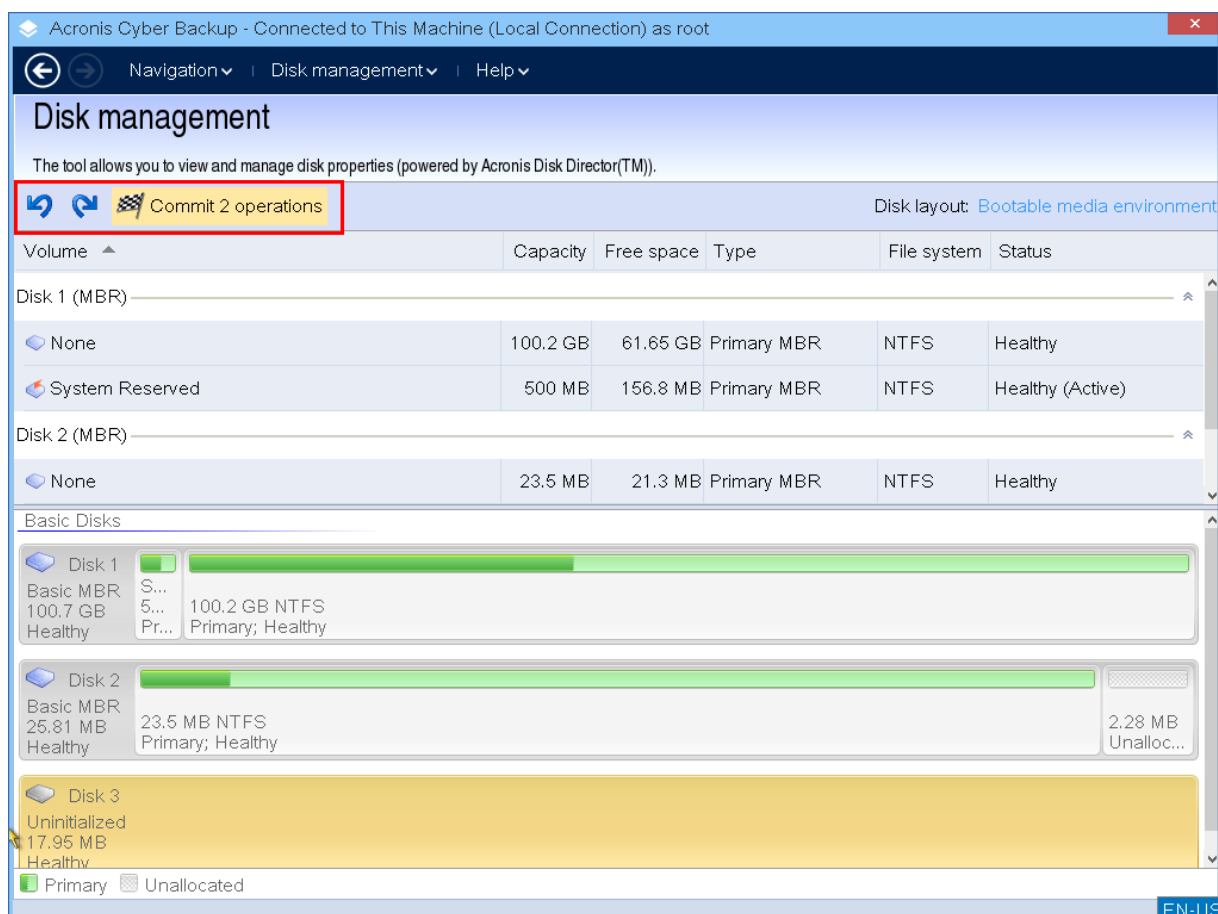 Acronis Cyber Backup - Connected to This Machine (Local Connection) as root
Navigation Disk management Help
Disk management
The tool allows you to view and manage disk properties (powered by Acronis Disk Director(TM)).
Commit 2 operations Disk layout: Bootable media environment
Volume Capacity Free space Type File system Status
Disk 1 (MBR)
None 100.2 GB 61.65 GB Primary MBR NTFS Healthy
System Reserved 500 MB 156.8 MB Primary MBR NTFS Healthy (Active)
Disk 2 (MBR)
None 23.5 MB 21.3 MB Primary MBR NTFS Healthy
Basic Disks
Disk 1
Basic MBR
100.7 GB
Healthy
S...
5...
Pr...
100.2 GB NTFS
Primary; Healthy
Disk 2
Basic MBR
25.81 MB
Healthy
23.5 MB NTFS
Primary; Healthy
2.28 MB
Unalloc...
Disk 3
Uninitialized
17.95 MB
Healthy
Primary Unallocated
EN-US